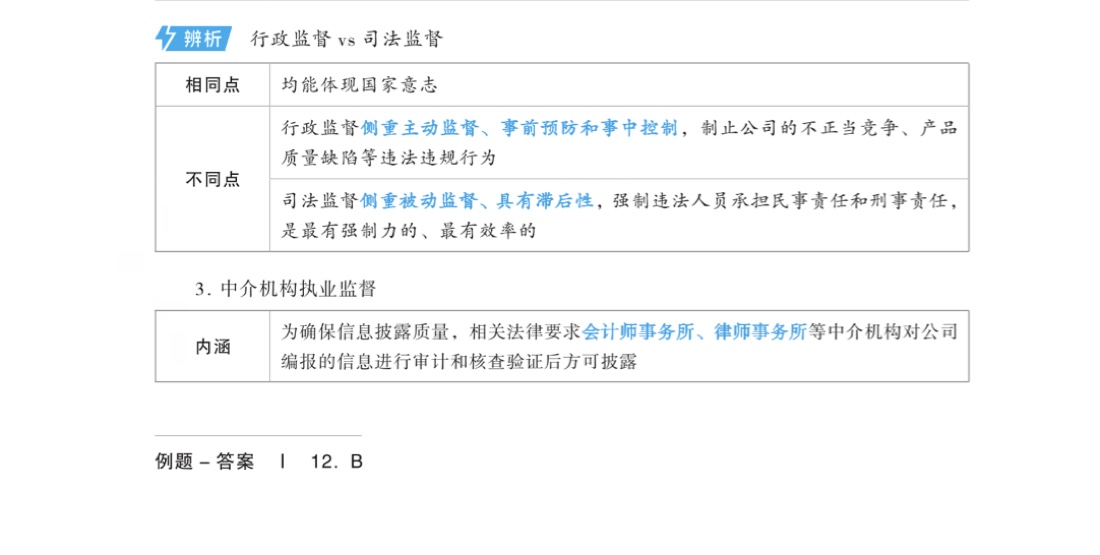 辨析 行政监督 vs 司法监督
相同点 均能体现国家意志
行政监督侧重主动监督、事前预防和事中控制，制止公司的不正当竞争、产品
质量缺陷等违法违规行为
不同点
司法监督侧重被动监督、具有滞后性，强制违法人员承担民事责任和刑事责任，
是最有强制力的、最有效率的
3. 中介机构执业监督
为确保信息披露质量，相关法律要求会计师事务所、律师事务所等中介机构对公司
内涵
编报的信息进行审计和核查验证后方可披露
例题 – 答案 | 12. B